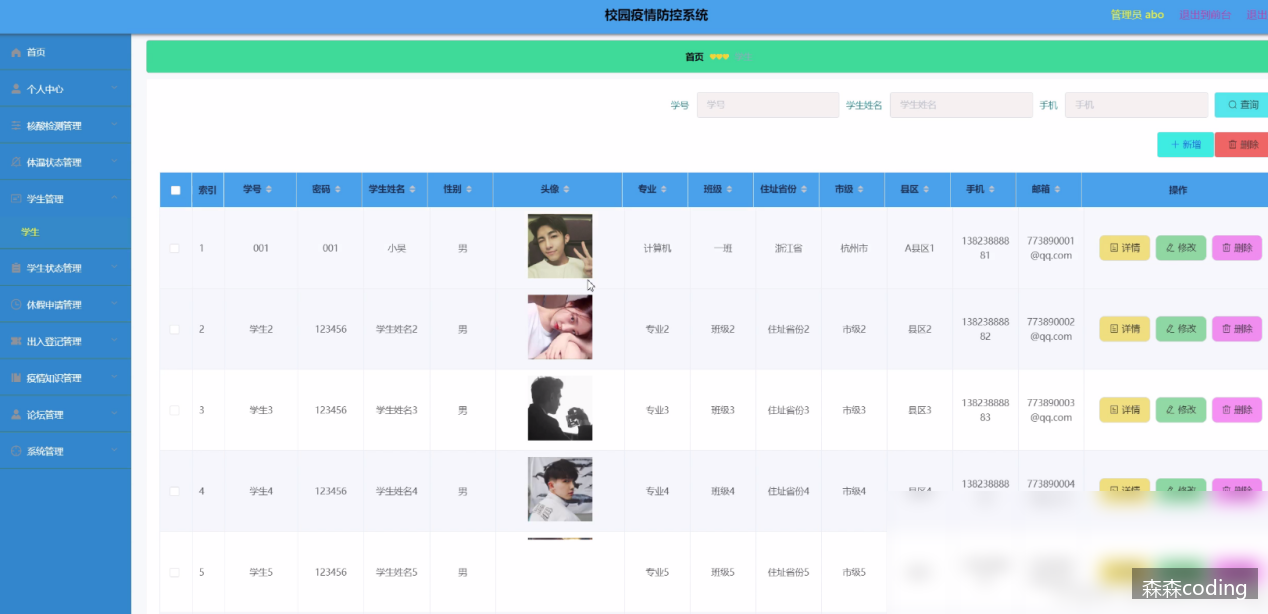 校园疫情防控系统
管理员 abo 退出到前台 退出
首页
个人中心
核酸检测管理
体温状态管理
学生管理
学生
学生状态管理
休假申请管理
出入登记管理
疫情知识管理
论坛管理
系统管理
首页
学号 学号 学生姓名 学生姓名 手机 手机 查询
新增 删除
索引 学号 密码 学生姓名 性别 头像 专业 班级 住址省份 市级 县区 手机 邮箱 操作
1 001 001 小吴 男 计算机 一班 浙江省 杭州市 A县区1 13823888881 773890001@qq.com 详情 修改 删除
2 学生2 123456 学生姓名2 男 专业2 班级2 住址省份2 市级2 县区2 13823888882 773890002@qq.com 详情 修改 删除
3 学生3 123456 学生姓名3 男 专业3 班级3 住址省份3 市级3 县区3 13823888883 773890003@qq.com 详情 修改 删除
4 学生4 123456 学生姓名4 男 专业4 班级4 住址省份4 市级4 县区4 138238888 773890004 详情 修改 删除
5 学生5 123456 学生姓名5 男 专业5 班级5 住址省份5 市级5
森森coding